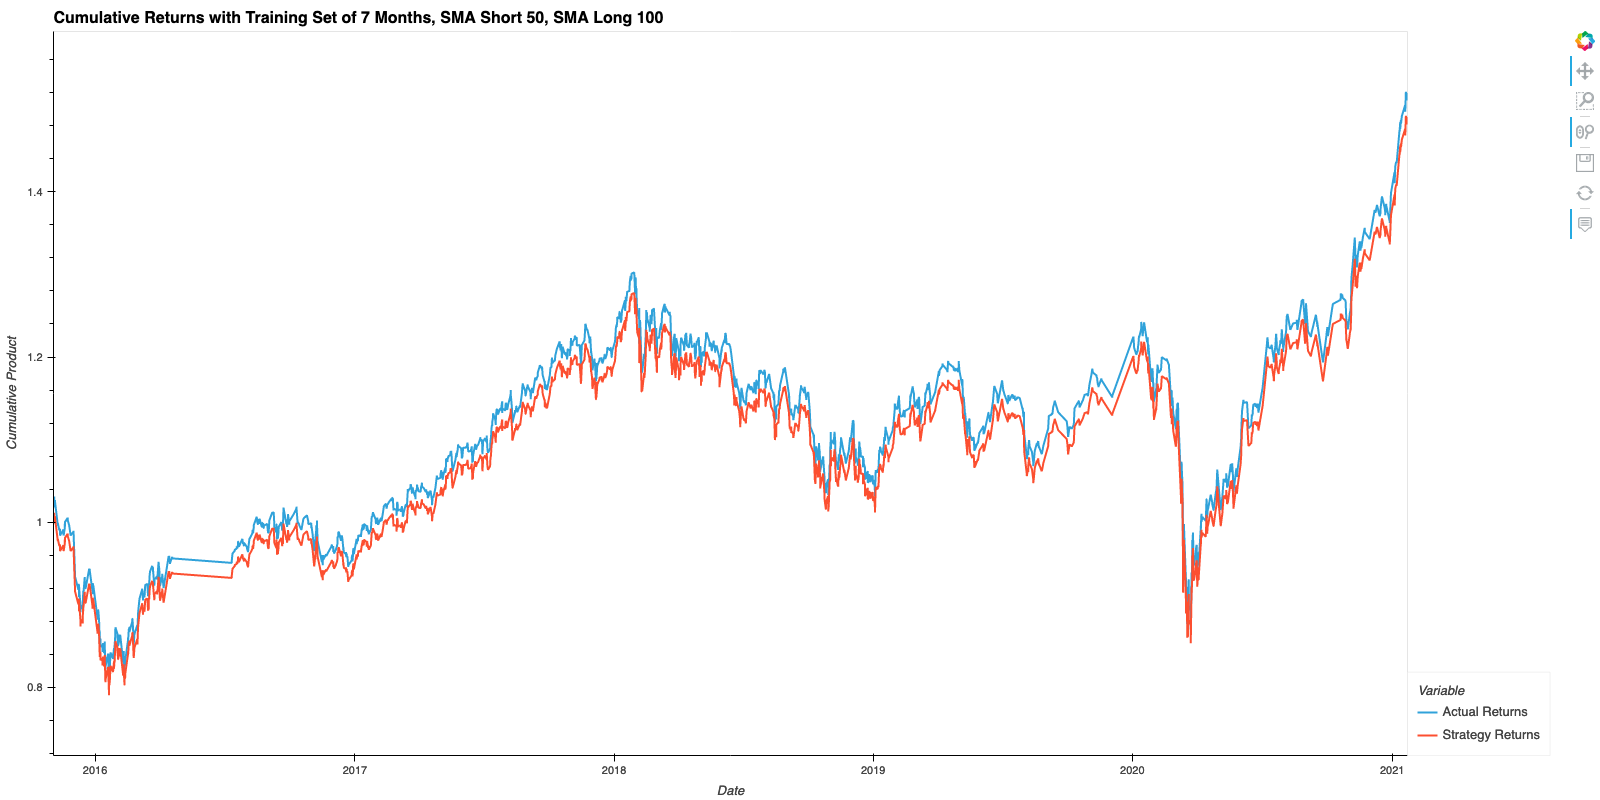 Cumulative Returns with Training Set of 7 Months, SMA Short 50, SMA Long 100
Cumulative Product
1.4
1.2
1
0.8
2016
2017
2018
2019
2020
2021
Date
Variable
Actual Returns
Strategy Returns